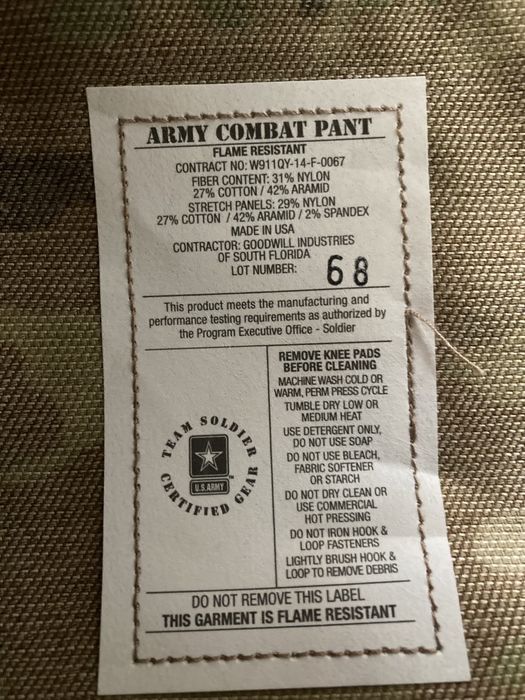 ARMY COMBAT PANT
FLAME RESISTANT
CONTRACT NO: W911QY-14-F-0067
FIBER CONTENT: 31% NYLON
27% COTTON / 42% ARAMID
STRETCH PANELS: 29% NYLON
27% COTTON / 42% ARAMID / 2% SPANDEX
MADE IN USA
CONTRACTOR: GOODWILL INDUSTRIES
OF SOUTH FLORIDA
LOT NUMBER: 68
This product meets the manufacturing and
performance testing requirements as authorized by
the Program Executive Office - Soldier
TEAM SOLDIER
U.S.ARMY
CERTIFIED GEAR
REMOVE KNEE PADS
BEFORE CLEANING
MACHINE WASH COLD OR
WARM, PERM PRESS CYCLE
TUMBLE DRY LOW OR
MEDIUM HEAT
USE DETERGENT ONLY,
DO NOT USE SOAP
DO NOT USE BLEACH,
FABRIC SOFTENER
OR STARCH
DO NOT DRY CLEAN OR
USE COMMERCIAL
HOT PRESSING
DO NOT IRON HOOK &
LOOP FASTENERS
LIGHTLY BRUSH HOOK &
LOOP TO REMOVE DEBRIS
DO NOT REMOVE THIS LABEL
THIS GARMENT IS FLAME RESISTANT